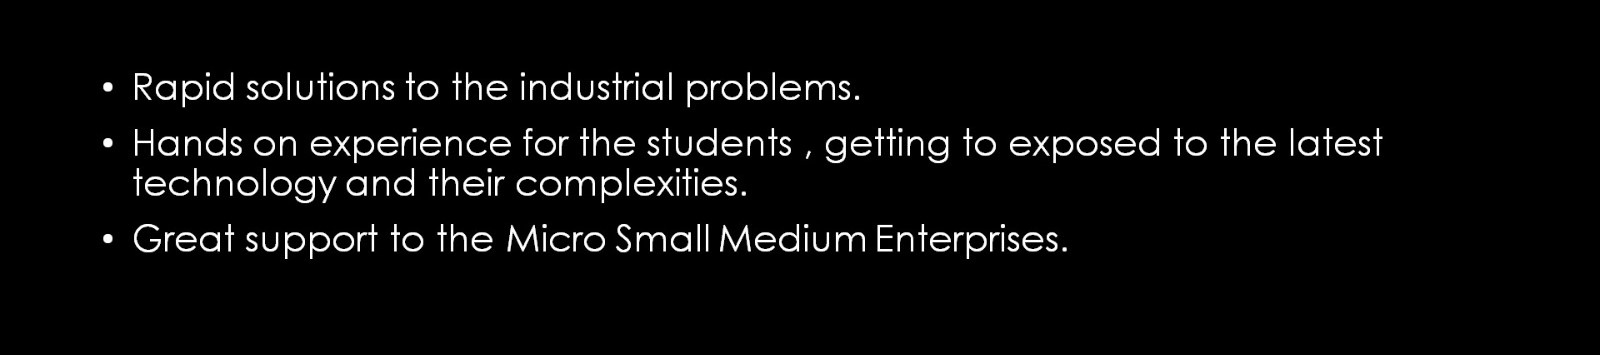 • Rapid solutions to the industrial problems.
• Hands on experience for the students , getting to exposed to the latest
technology and their complexities.
• Great support to the Micro Small Medium Enterprises.